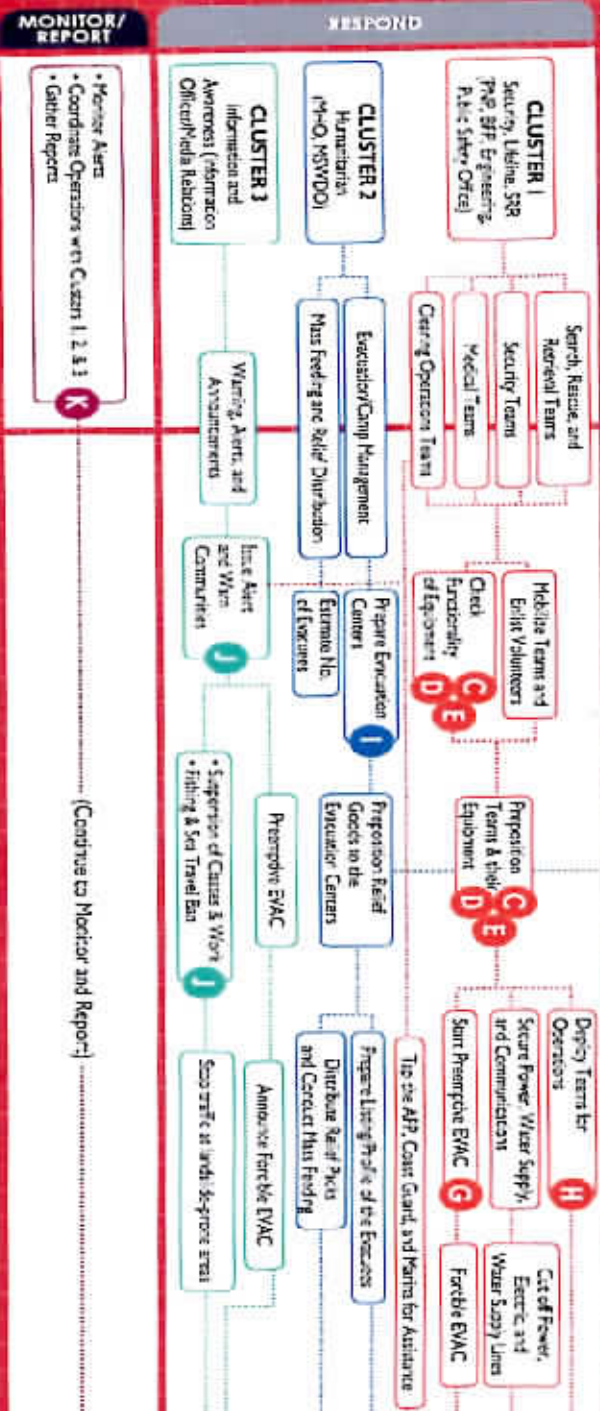 RESPOND
CLUSTER 1
Security, Lifeline, SRR
(PNP, BFP, Engineering,
Public Safety Office)
Search, Rescue, and
Retrieval Teams
Security Teams
Medical Teams
Clearing Operations Teams
Mobilize Teams and
Enlist Volunteers
Check
Functionality
of Equipment
C
D
E
Preposition
Teams & their
Equipment
C
D
E
Deploy Teams for
Operations
H
Secure Power, Water Supply,
and Communications
Start Preemptive EVAC
G
Cut off Power,
Electric, and
Water Supply Lines
Forcible EVAC
Tap the AFP, Coast Guard, and Marina for Assistance
CLUSTER 2
Humanitarian
(MHO, MSWDO)
Evacuation/Camp Management
Mass Feeding and Relief Distribution
Prepare Evacuation
Centers
I
Estimate No.
of Evacuees
Preposition Relief
Goods to the
Evacuation Centers
Prepare Listing/Profile of the Evacuees
Distribute Relief Packs
and Conduct Mass Feeding
CLUSTER 3
Awareness (Information
and Information
Officer/Media Relations)
Warning, Alerts, and
Announcements
Issue Alert
and Warn
Communities
J
Preemptive EVAC
• Suspension of Classes & Work
• Fishing & Sea Travel Ban
J
Announce Forcible EVAC
Stop traffic at landslide-prone areas
MONITOR/
REPORT
• Monitor Alerts
• Coordinate Operations with Clusters 1, 2, & 3
• Gather Reports
K
(Continue to Monitor and Report)